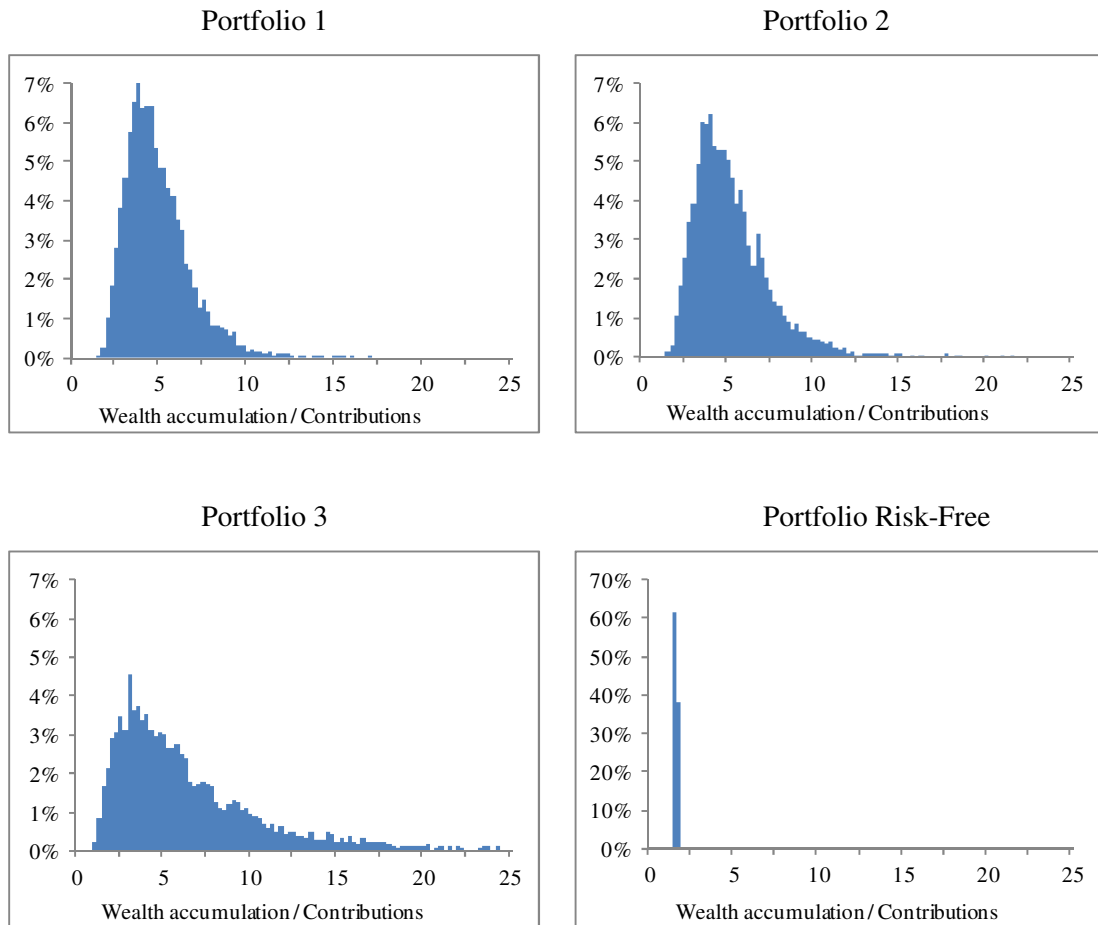 Portfolio 1
7%
6%
5%
4%
3%
2%
1%
0%
0 5 10 15 20 25
Wealth accumulation / Contributions
Portfolio 2
7%
6%
5%
4%
3%
2%
1%
0%
0 5 10 15 20 25
Wealth accumulation / Contributions
Portfolio 3
7%
6%
5%
4%
3%
2%
1%
0%
0 5 10 15 20 25
Wealth accumulation / Contributions
Portfolio Risk-Free
70%
60%
50%
40%
30%
20%
10%
0%
0 5 10 15 20 25
Wealth accumulation / Contributions